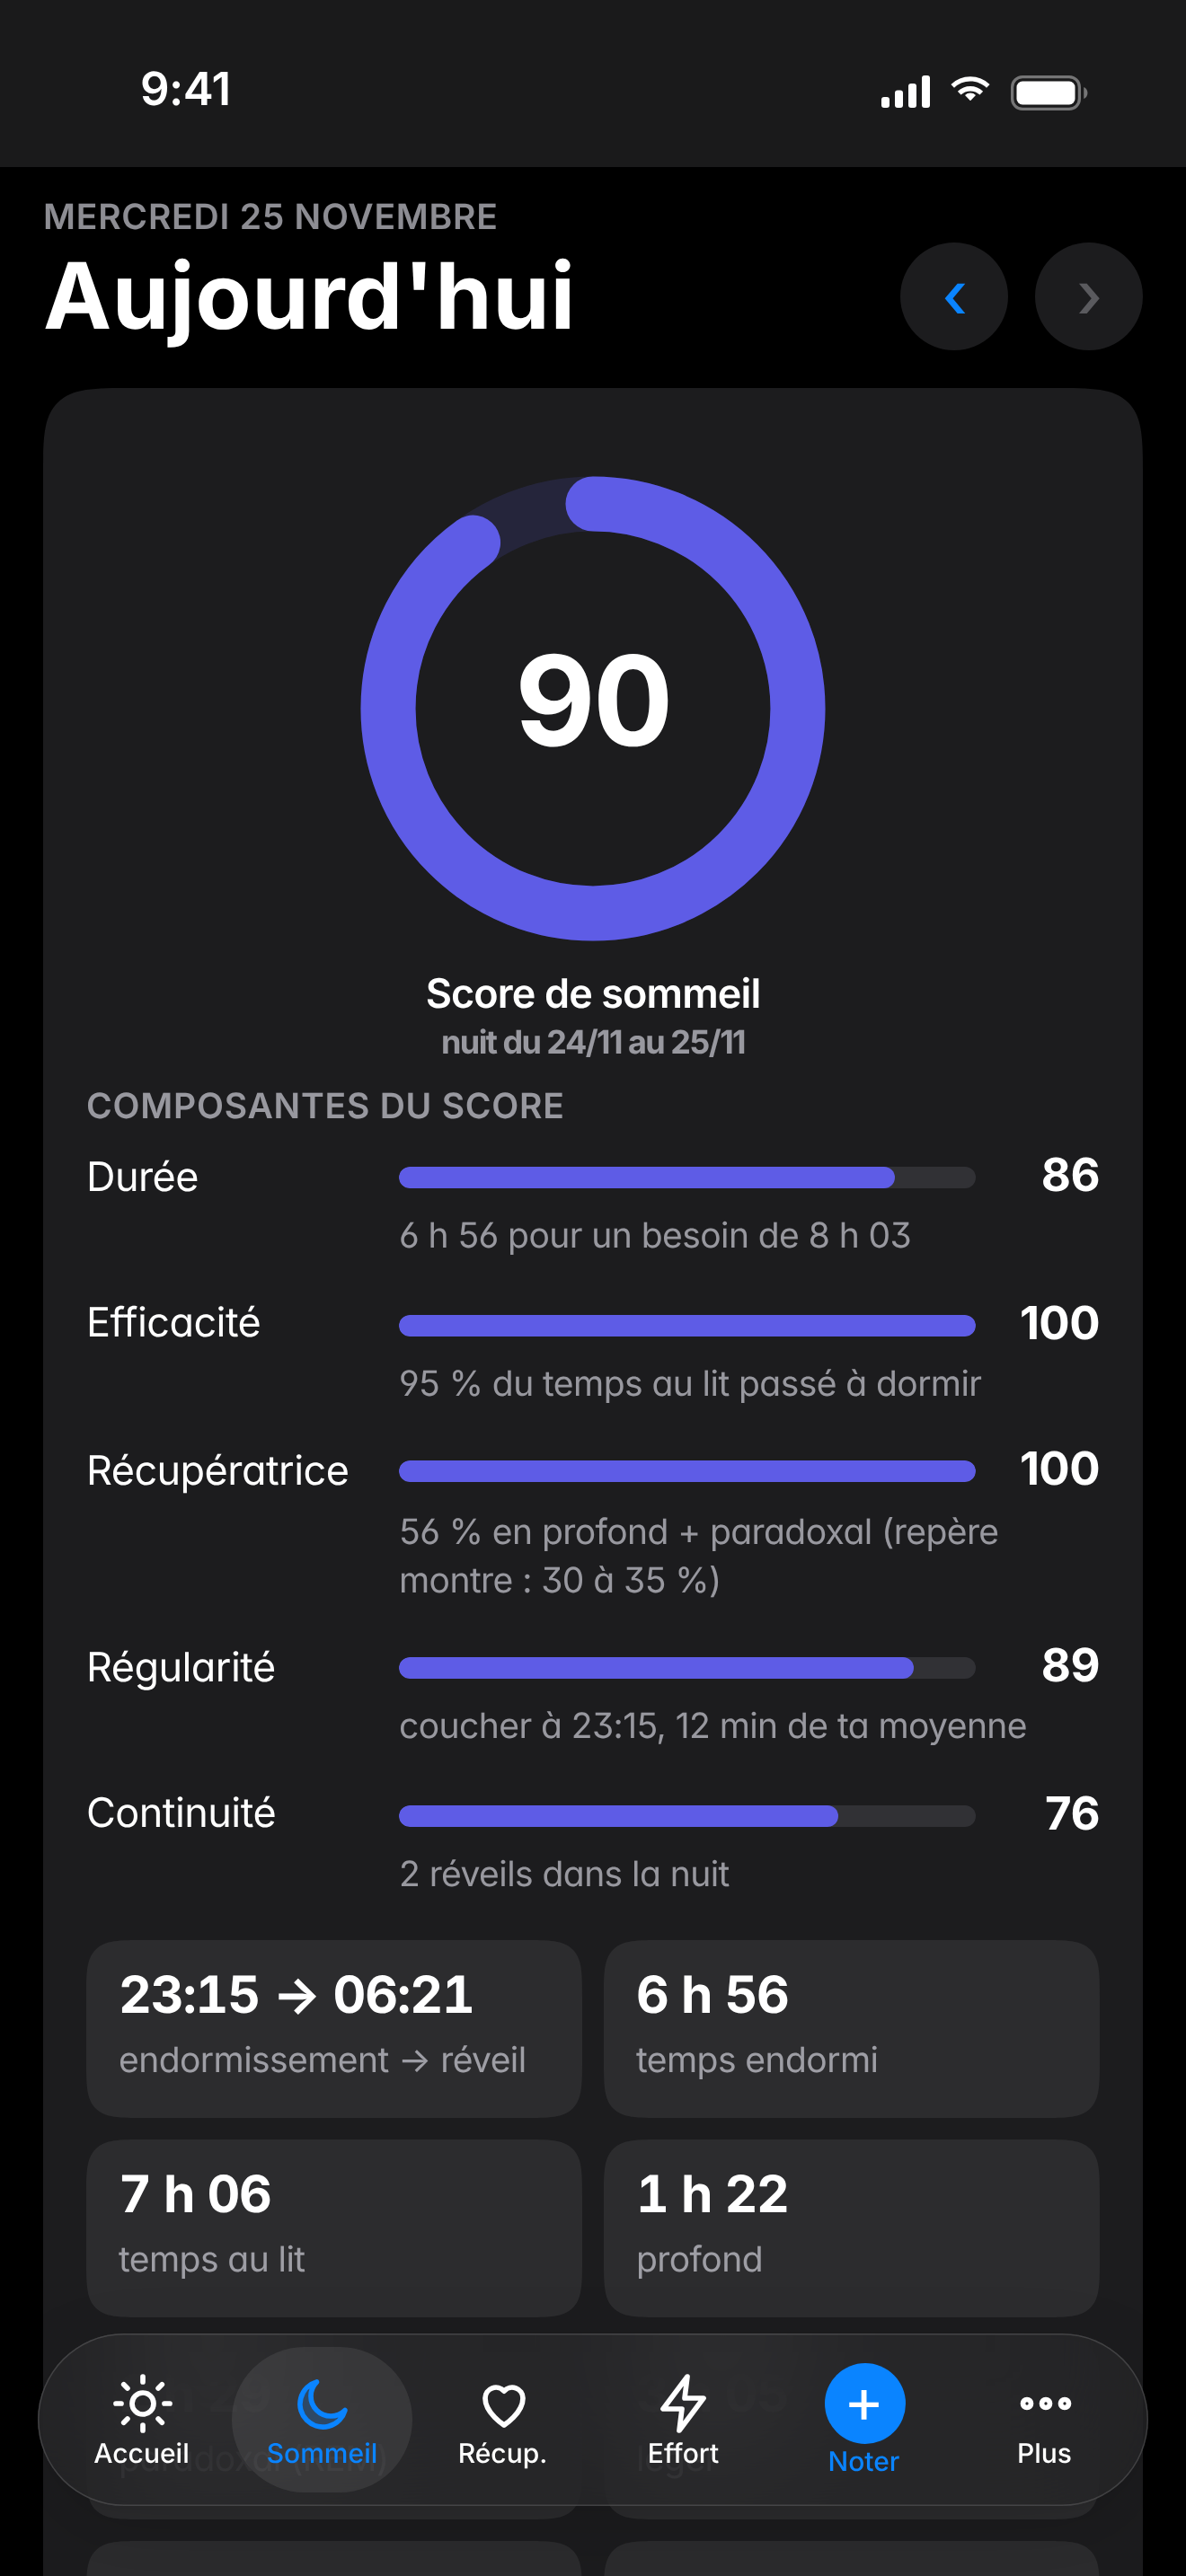 9:41
MERCREDI 25 NOVEMBRE
Aujourd'hui
90
Score de sommeil
nuit du 24/11 au 25/11
COMPOSANTES DU SCORE
Durée 86
6 h 56 pour un besoin de 8 h 03
Efficacité 100
95 % du temps au lit passé à dormir
Récupératrice 100
56 % en profond + paradoxal (repère
montre : 30 à 35 %)
Régularité 89
coucher à 23:15, 12 min de ta moyenne
Continuité 76
2 réveils dans la nuit
23:15 → 06:21 6 h 56
endormissement → réveil temps endormi
7 h 06 1 h 22
temps au lit profond
Accueil Sommeil Récup. Effort Noter Plus